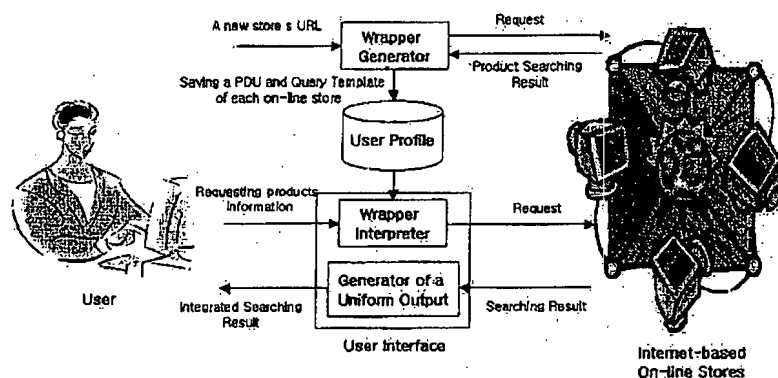 A new store s URL
Request
Wrapper
Generator
Product Searching
Result
Saving a PDU and Query Template
of each on-line store
User Profile
Requesting products
Information
Wrapper
Interpreter
Request
Generator of a
Uniform Output
User
Integrated Searching
Result
Searching Result
User Interface
Internet-based
On-line Stores